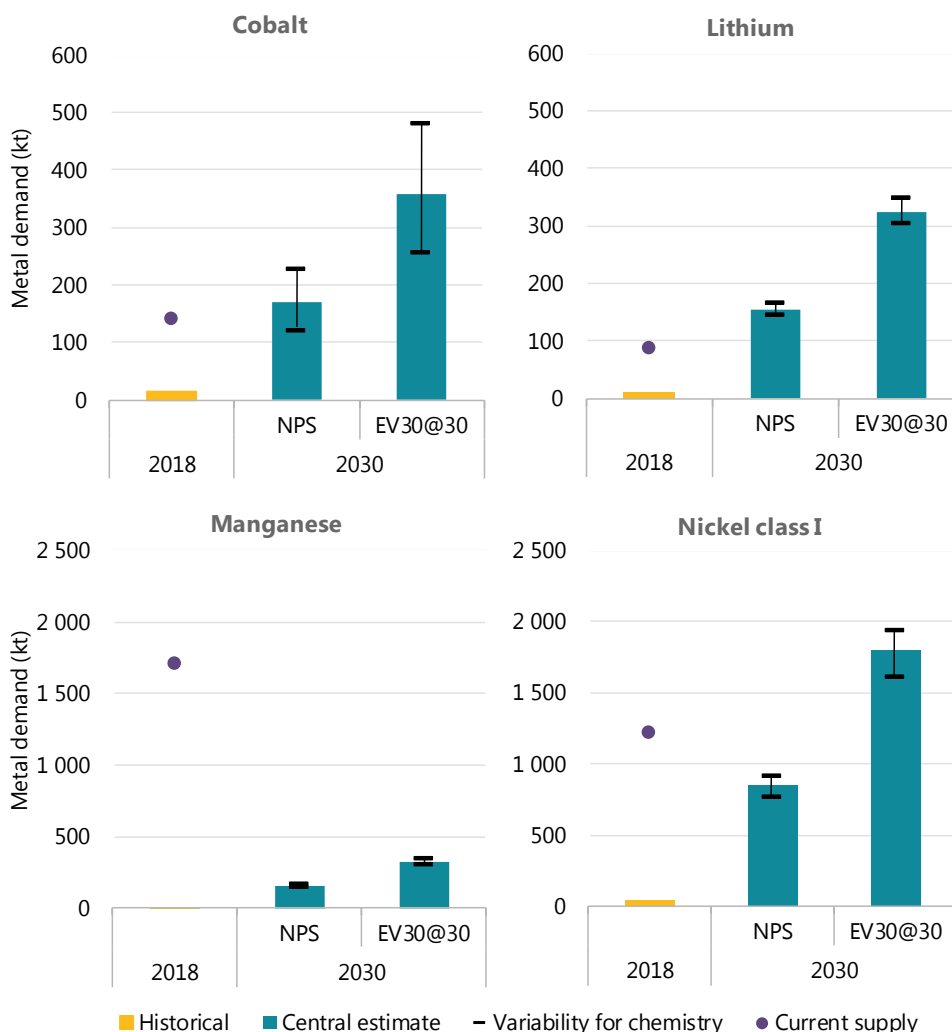 Cobalt
Metal demand (kt)
600
500
400
300
200
100
0
NPS EV30@30
2018 2030
Lithium
600
500
400
300
200
100
0
NPS EV30@30
2018 2030
Manganese
Metal demand (kt)
2 500
2 000
1 500
1 000
500
0
NPS EV30@30
2018 2030
Nickel class I
2 500
2 000
1 500
1 000
500
0
NPS EV30@30
2018 2030
Historical Central estimate Variability for chemistry Current supply